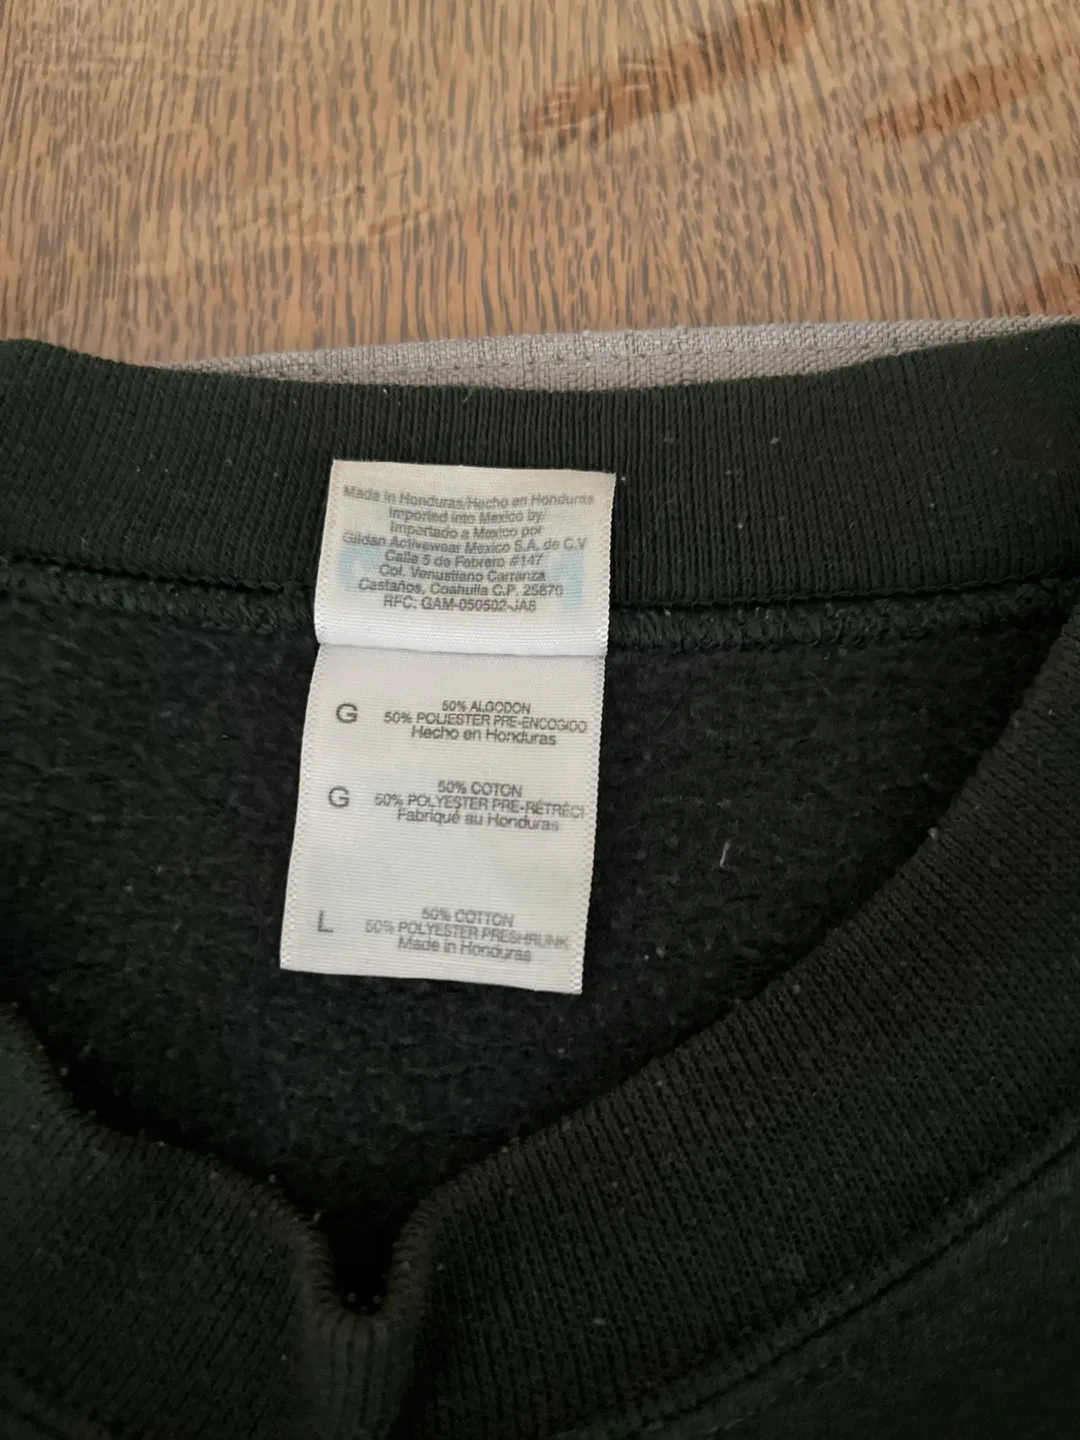 Made in Honduras/Hecho en Honduras
Imported into Mexico by/
Importado a Mexico por
Gildan Activewear Mexico S.A. de C.V
Calle 5 de Febrero #147
Col. Venustiano Carranza
Castaños, Coahuila C.P. 25870
RFC: GAM-050502-JA6
G
50% ALGODON
50% POLIESTER PRE-ENCOGIDO
Hecho en Honduras
G
50% COTON
50% POLYESTER PRE-RÉTRÉCI
Fabriqué au Honduras
L
50% COTTON
50% POLYESTER PRESHRUNK
Made in Honduras